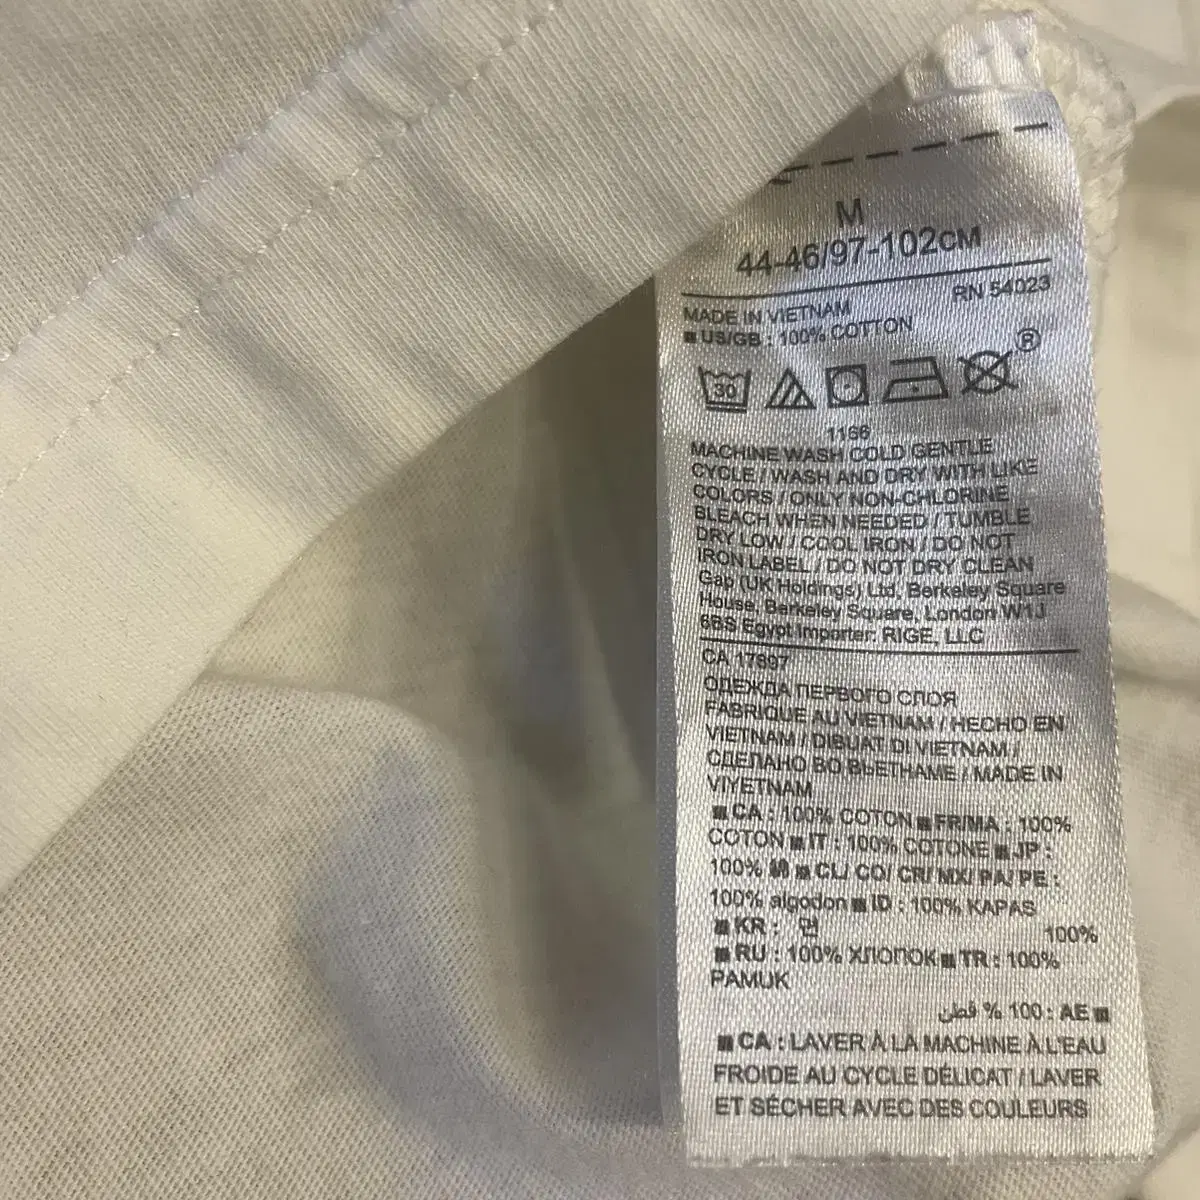 M
44-46/97-102CM
RN 54023
MADE IN VIETNAM
■ US/GB : 100% COTTON
30
®
1166
MACHINE WASH COLD GENTLE
CYCLE / WASH AND DRY WITH LIKE
COLORS / ONLY NON-CHLORINE
BLEACH WHEN NEEDED / TUMBLE
DRY LOW / COOL IRON / DO NOT
IRON LABEL / DO NOT DRY CLEAN
Gap (UK Holdings) Ltd. Berkeley Square
House, Berkeley Square, London W1J
6BS Egypt Importer: RIGE, LLC
CA 17897
ОДЕЖДА ПЕРВОГО СЛОЯ
FABRIQUÉ AU VIETNAM / HECHO EN
VIETNAM / DIBUAT DI VIETNAM /
СДЕЛАНО ВО ВЬЕТНАМЕ / MADE IN
VIYETNAM
■ CA : 100% COTON ■ FR/MA : 100%
COTON ■ IT : 100% COTONE ■ JP :
100% 綿 ■ CL/ CO/ CR/ MX/ PA/ PE :
100% algodon ■ ID : 100% KAPAS
■ KR : 면 100%
■ RU : 100% ХЛОПОК ■ TR : 100%
PAMUK
■ AE : 100 % قطن
■ CA : LAVER À LA MACHINE À L'EAU
FROIDE AU CYCLE DÉLICAT / LAVER
ET SÉCHER AVEC DES COULEURS